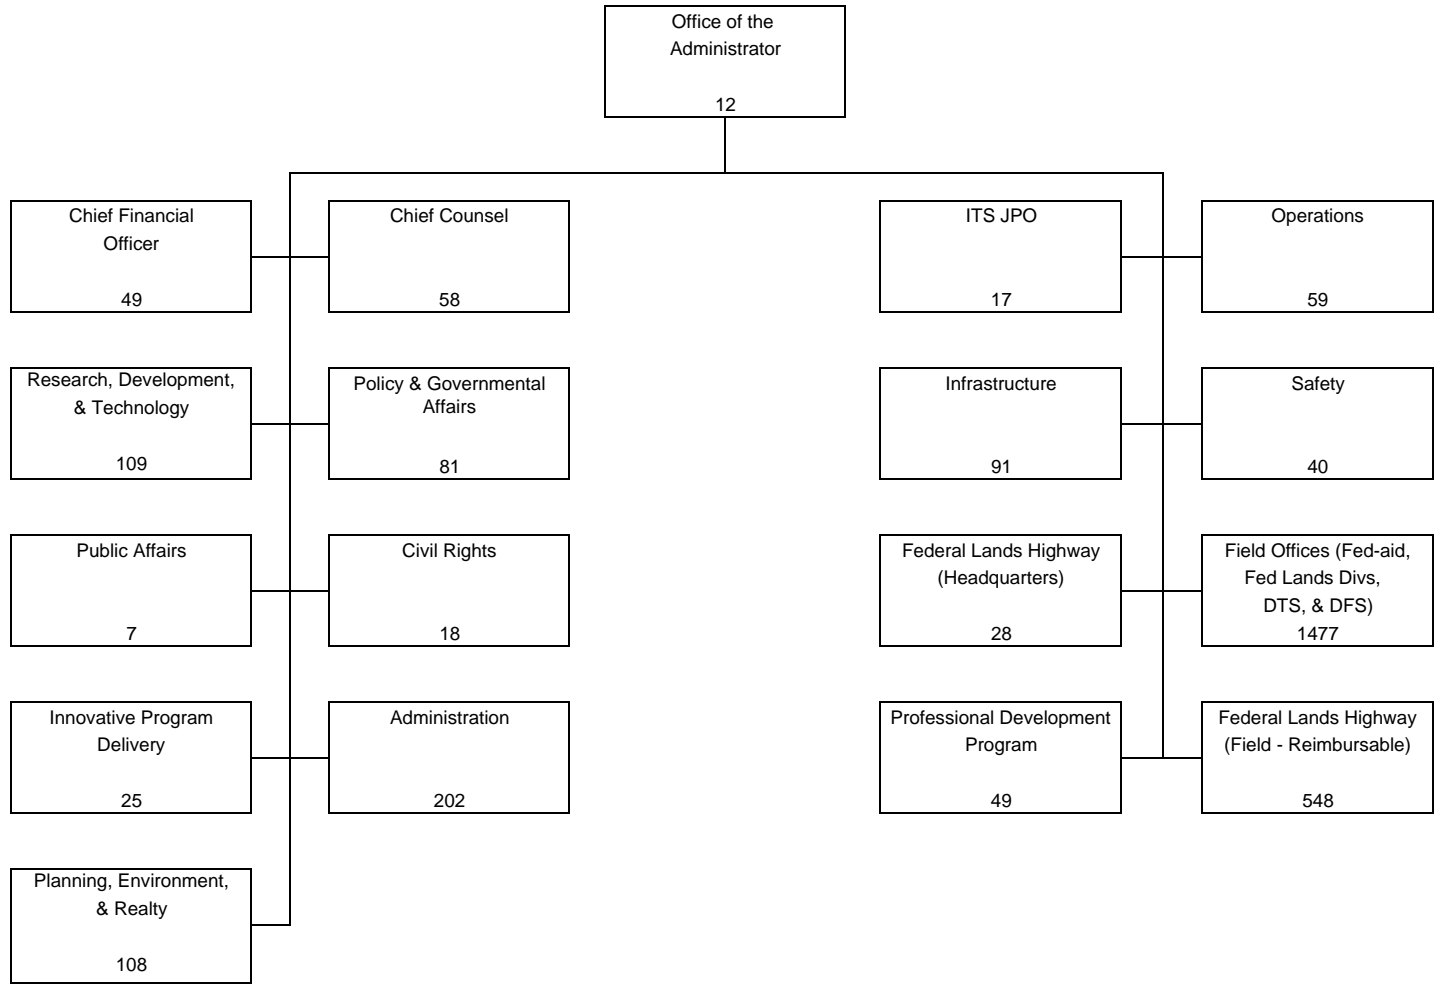 Office of the
Administrator
12
Chief Financial
Officer
49
Chief Counsel
58
ITS JPO
17
Operations
59
Research, Development,
& Technology
109
Policy & Governmental
Affairs
81
Infrastructure
91
Safety
40
Public Affairs
7
Civil Rights
18
Federal Lands Highway
(Headquarters)
28
Field Offices (Fed-aid,
Fed Lands Divs,
DTS, & DFS)
1477
Innovative Program
Delivery
25
Administration
202
Professional Development
Program
49
Federal Lands Highway
(Field - Reimbursable)
548
Planning, Environment,
& Realty
108